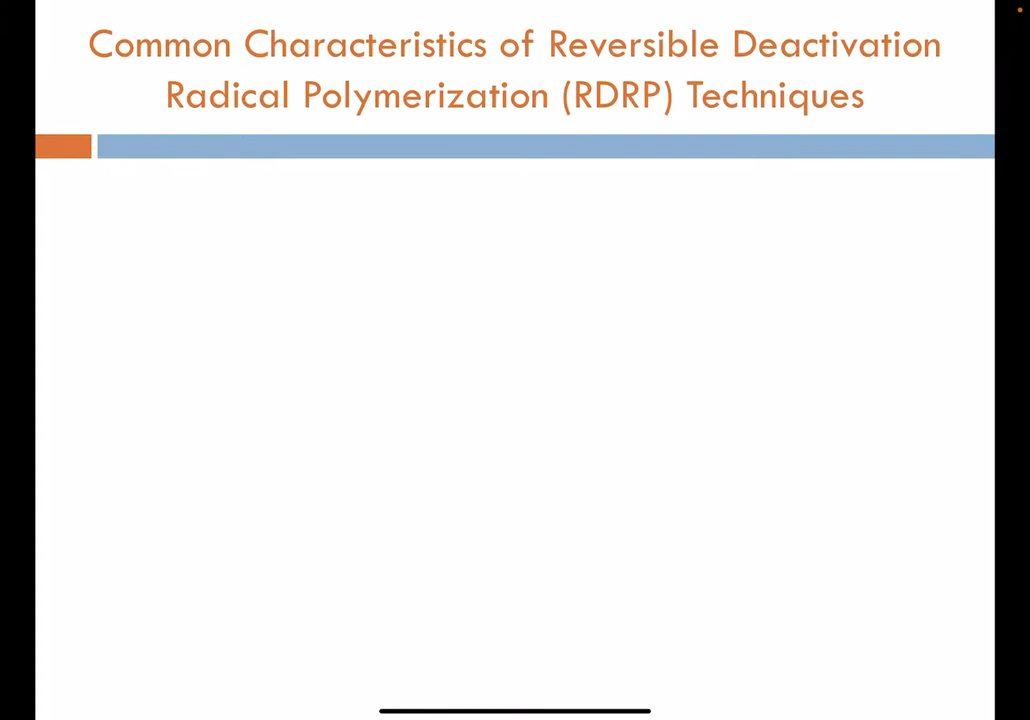 Common Characteristics of Reversible Deactivation
Radical Polymerization (RDRP) Techniques